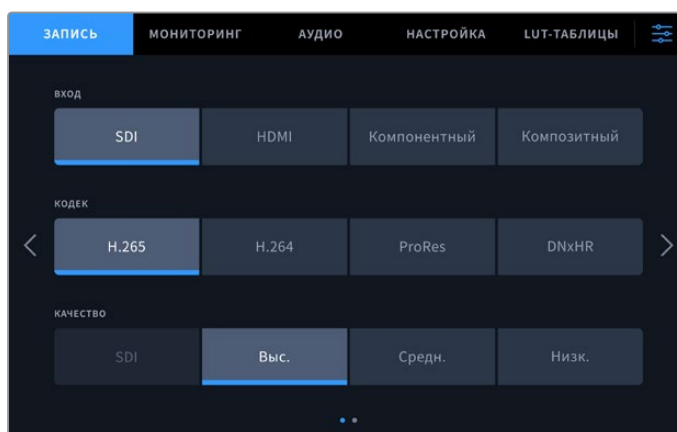 ЗАПИСЬ МОНИТОРИНГ АУДИО НАСТРОЙКА LUT-ТАБЛИЦЫ
ВХОД
SDI HDMI Компонентный Композитный
КОДЕК
H.265 H.264 ProRes DNxHR
КАЧЕСТВО
SDI Выс. Средн. Низк.